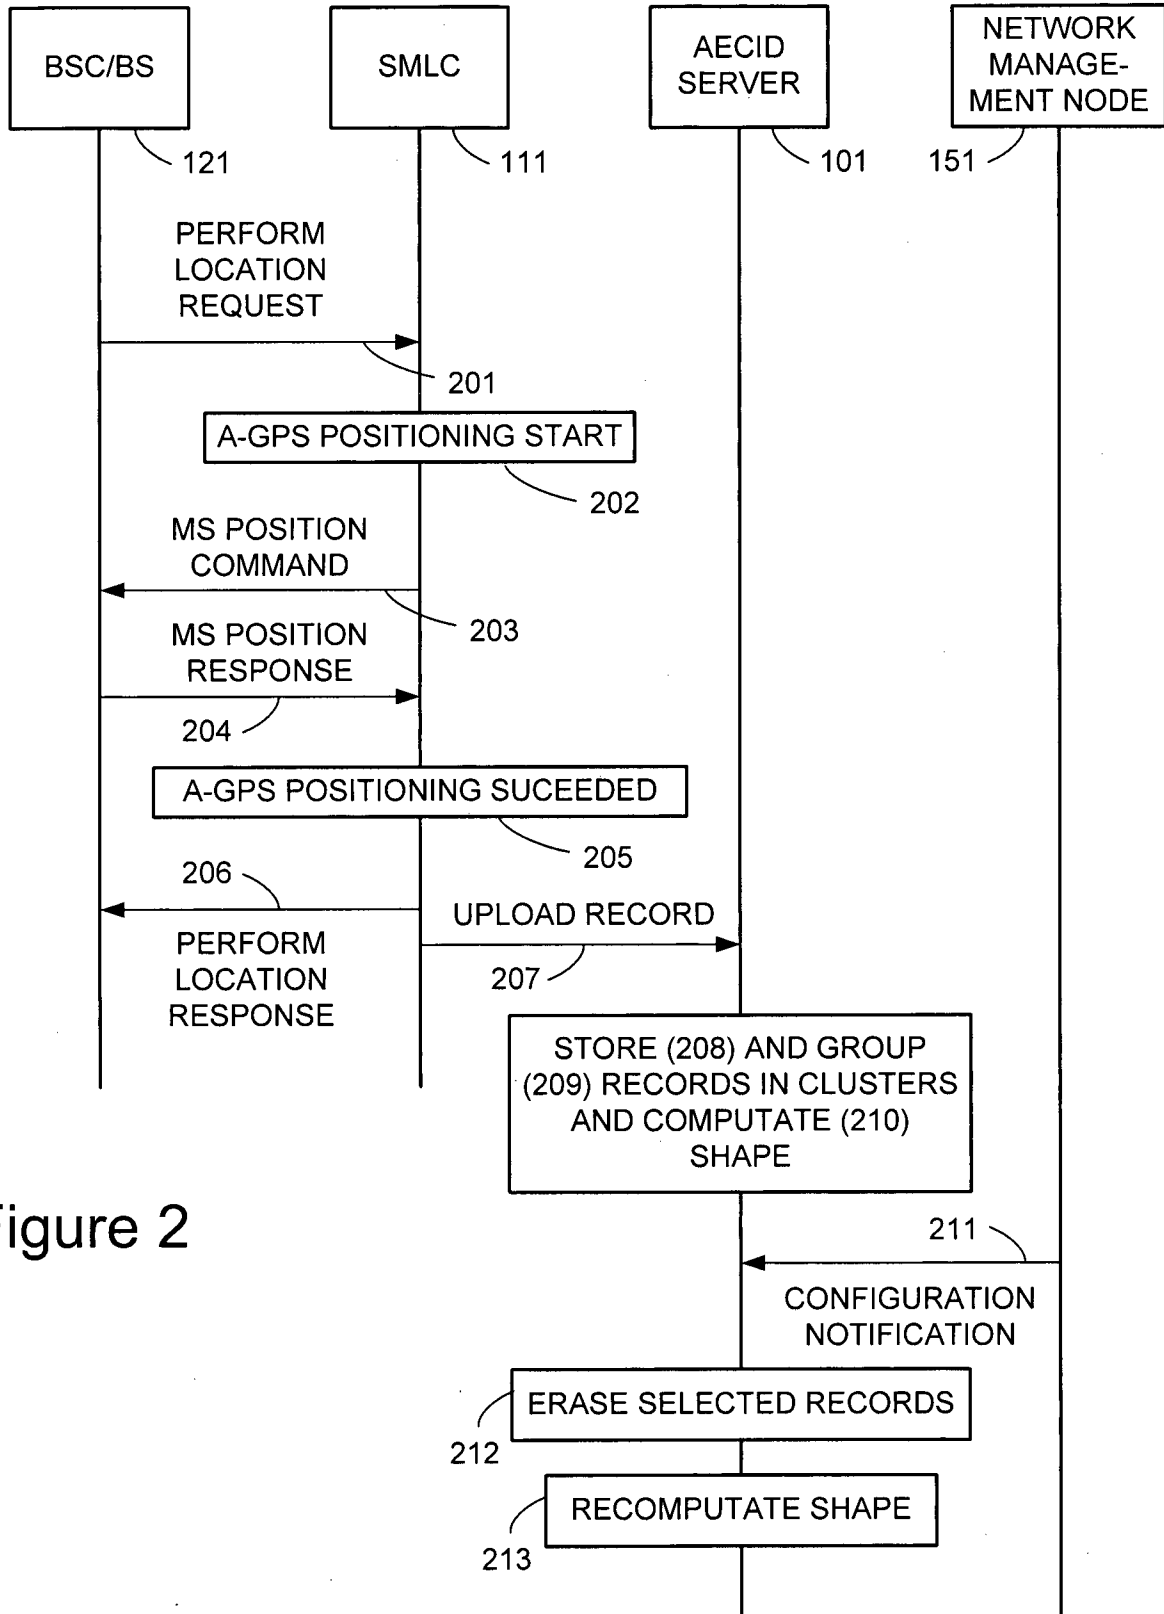 BSC/BS
SMLC
AECID
SERVER
NETWORK
MANAGE-
MENT NODE
121
111
101
151
PERFORM
LOCATION
REQUEST
201
A-GPS POSITIONING START
202
MS POSITION
COMMAND
203
MS POSITION
RESPONSE
204
A-GPS POSITIONING SUCEEDED
205
206
PERFORM
LOCATION
RESPONSE
UPLOAD RECORD
207
STORE (208) AND GROUP
(209) RECORDS IN CLUSTERS
AND COMPUTATE (210)
SHAPE
igure 2
211
CONFIGURATION
NOTIFICATION
ERASE SELECTED RECORDS
212
RECOMPUTATE SHAPE
213